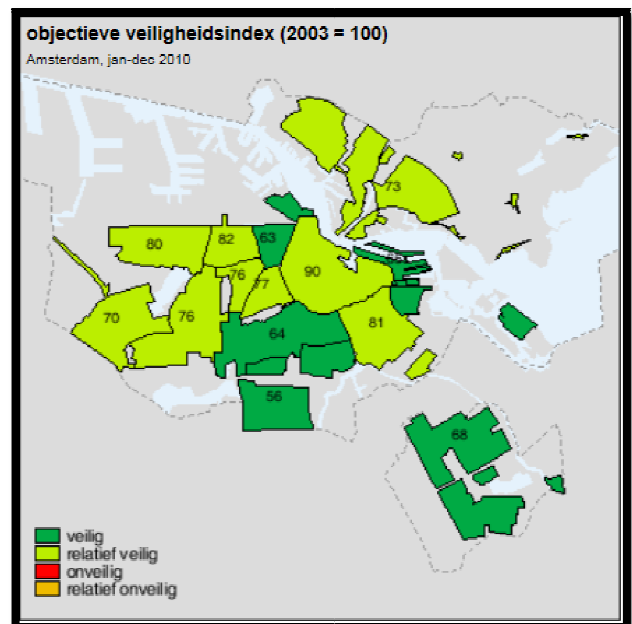 objectieve veiligheidsindex (2003 = 100)
Amsterdam, jan-dec 2010
73
80
82
63
76
77
90
70
76
64
81
56
68
veilig
relatief veilig
onveilig
relatief onveilig